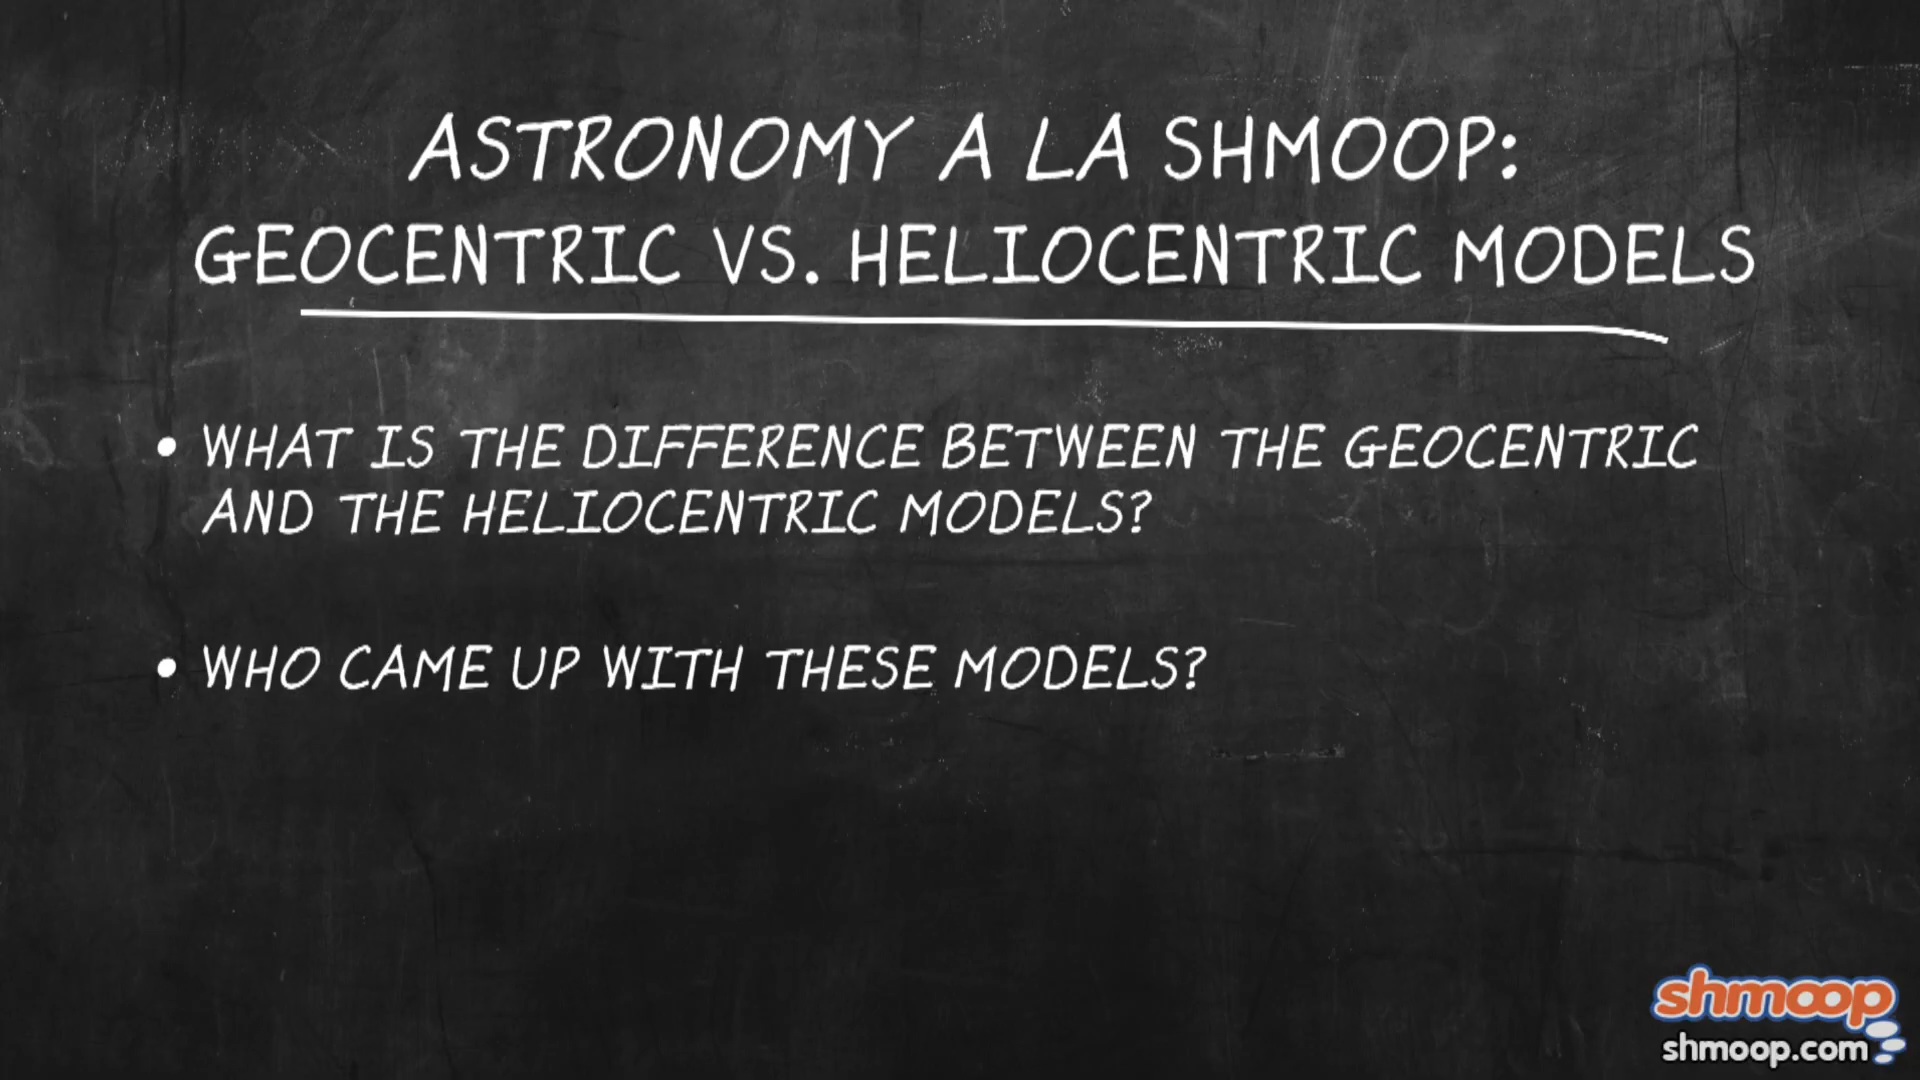 ASTRONOMY A LA SHMOOP:
GEOCENTRIC VS. HELIOCENTRIC MODELS
• WHAT IS THE DIFFERENCE BETWEEN THE GEOCENTRIC
AND THE HELIOCENTRIC MODELS?
• WHO CAME UP WITH THESE MODELS?
shmoop
shmoop.com